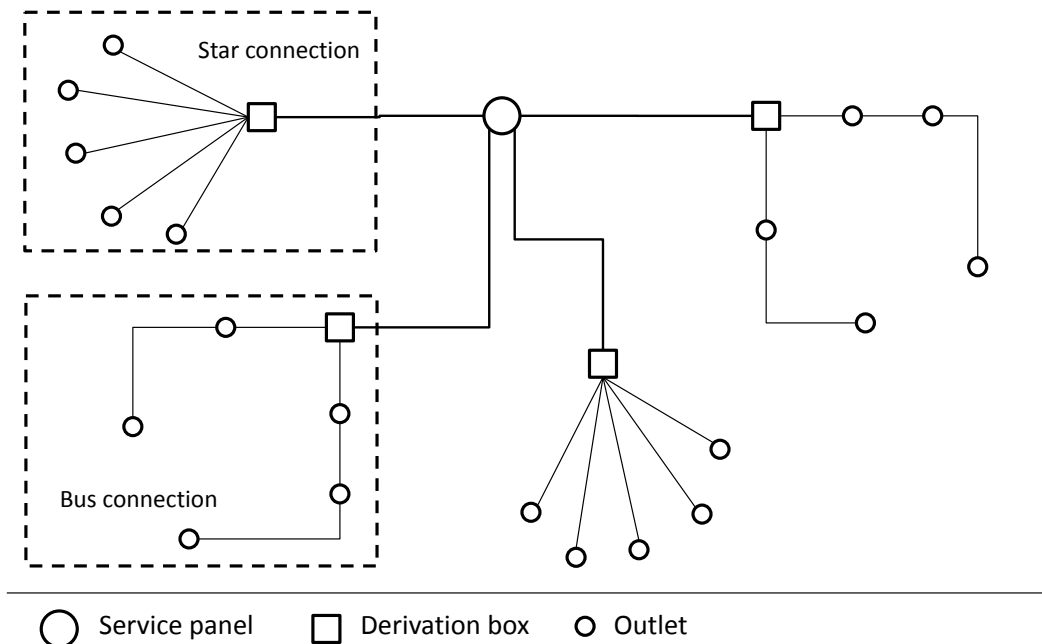 Star connection
Bus connection
Service panel Derivation box Outlet